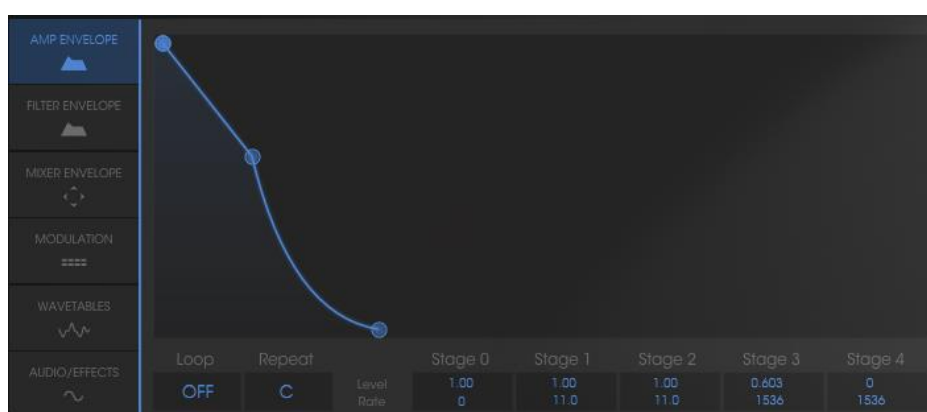 AMP ENVELOPE
FILTER ENVELOPE
MIXER ENVELOPE
MODULATION
WAVETABLES
AUDIO/EFFECTS
Loop Repeat Stage 0 Stage 1 Stage 2 Stage 3 Stage 4
OFF C
Level 1.00 1.00 1.00 0.603 0
Rate 0 11.0 11.0 1536 1536